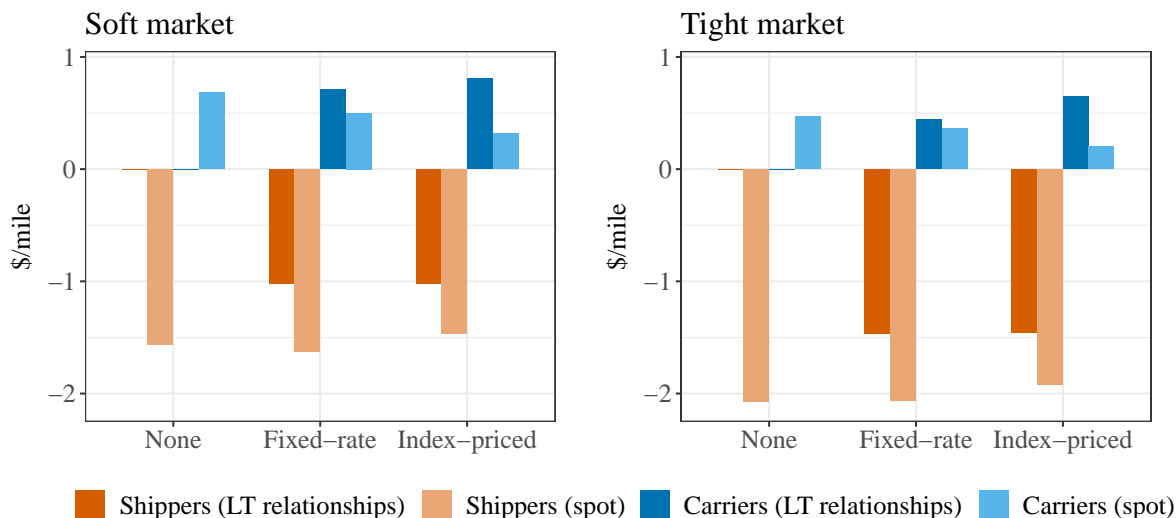 Soft market
Tight market
$/mile
1
0
−1
−2
None
Fixed−rate
Index−priced
$/mile
1
0
−1
−2
None
Fixed−rate
Index−priced
Shippers (LT relationships)
Shippers (spot)
Carriers (LT relationships)
Carriers (spot)